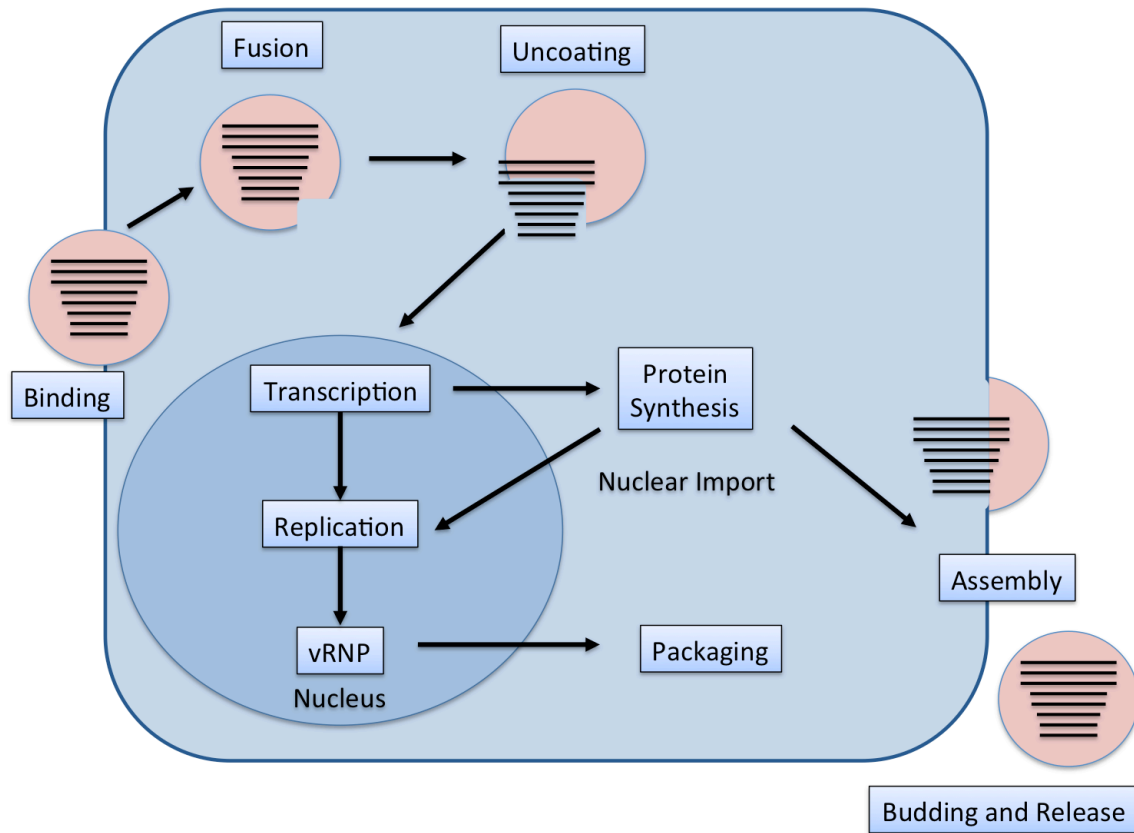 Fusion
Uncoating
Binding
Transcription
Protein
Synthesis
Nuclear Import
Replication
Assembly
vRNP
Packaging
Nucleus
Budding and Release